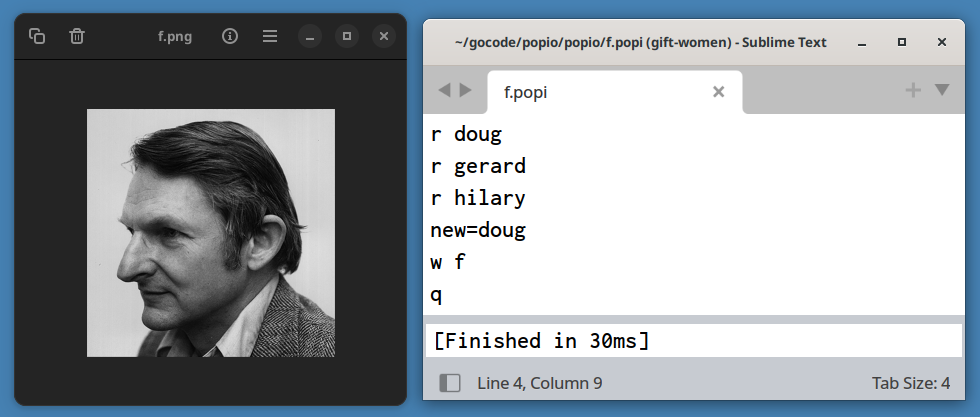 f.png
~/gocode/popio/popio/f.popi (gift-women) - Sublime Text
f.popi
r doug
r gerard
r hilary
new=doug
w f
q
[Finished in 30ms]
Line 4, Column 9
Tab Size: 4